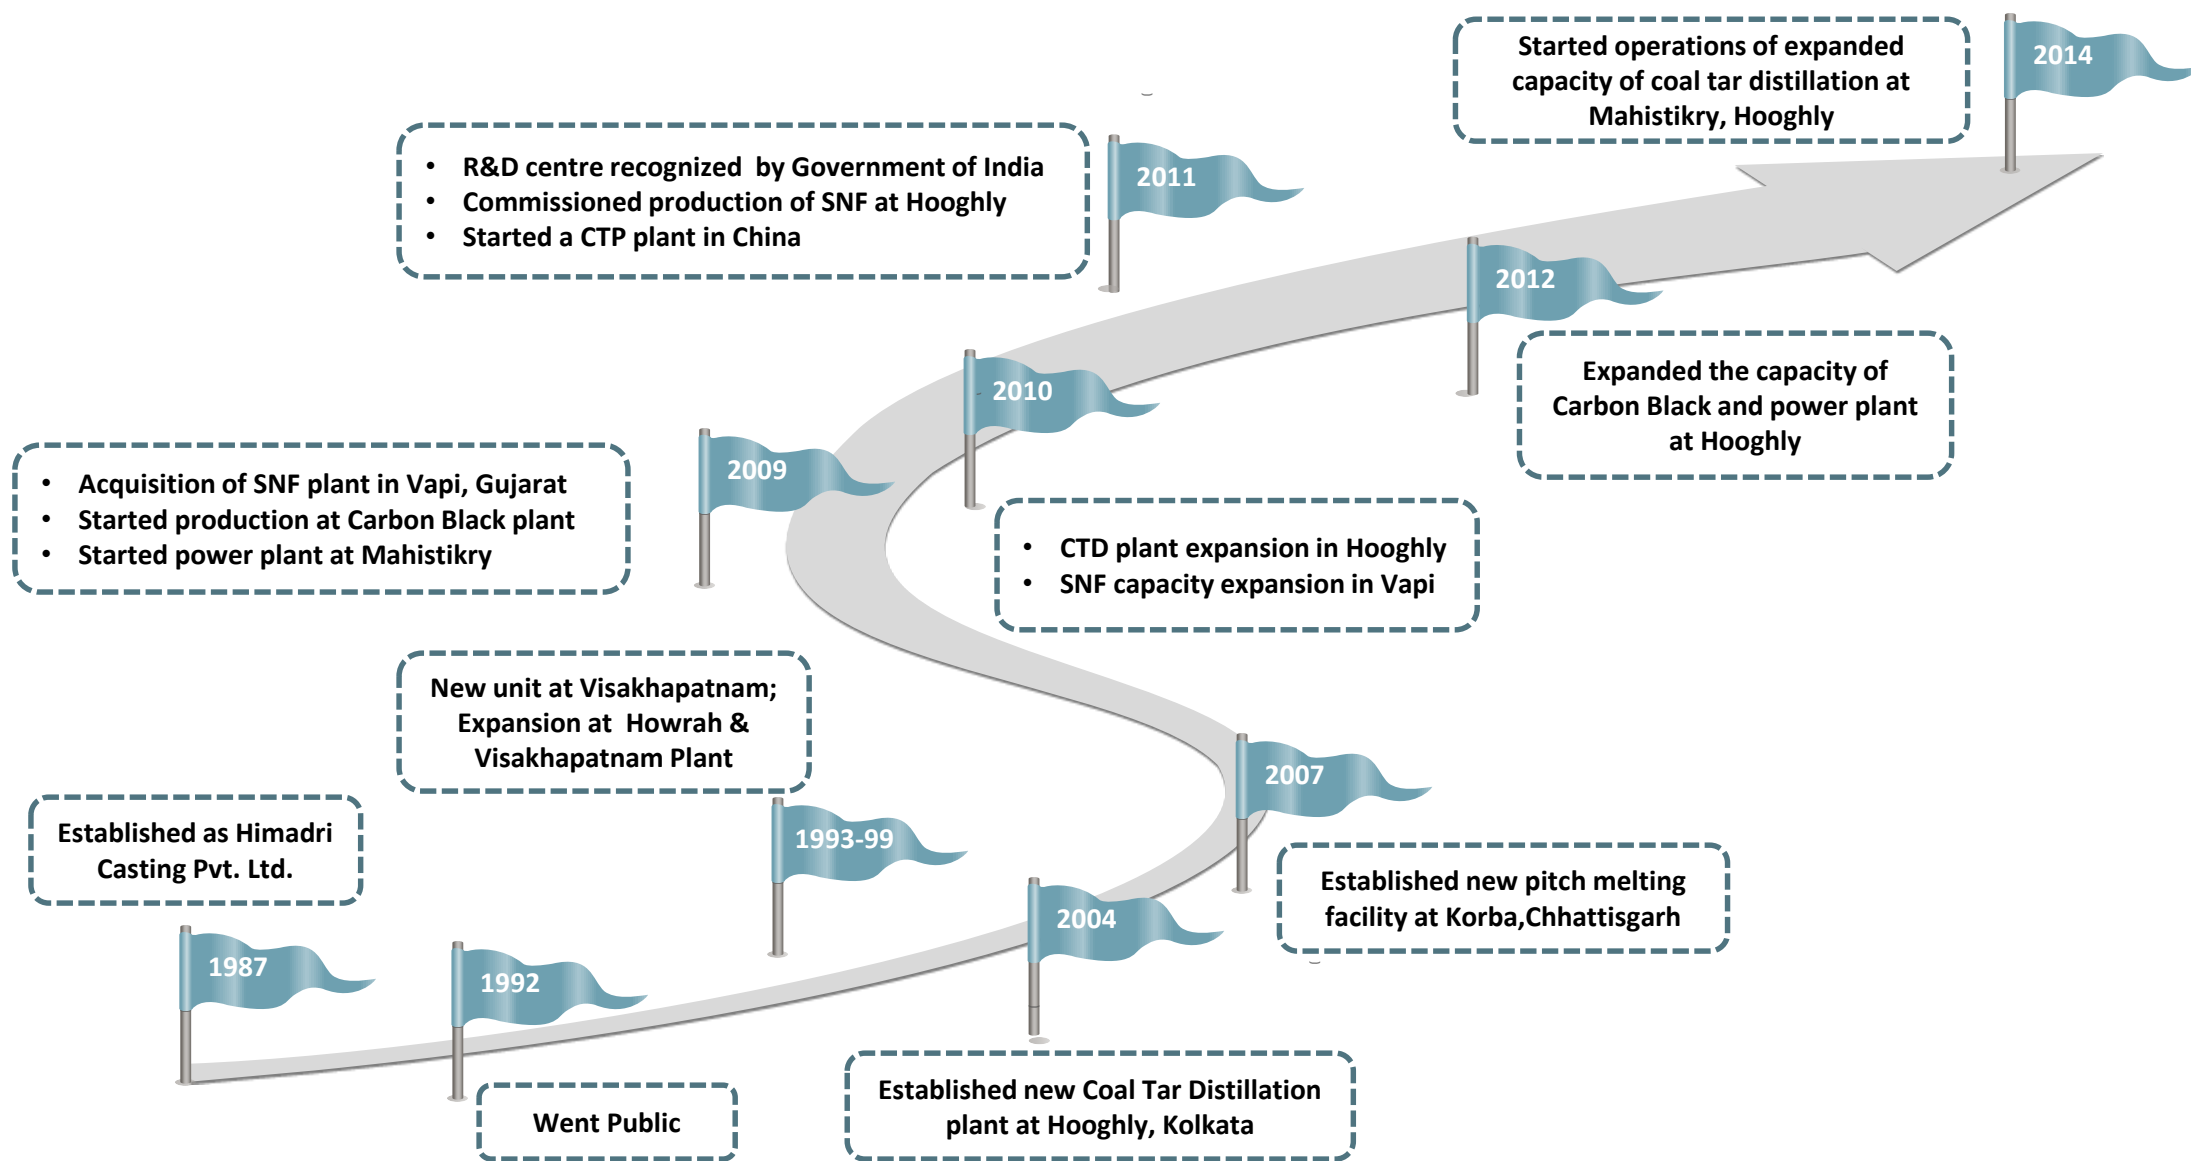 Started operations of expanded
capacity of coal tar distillation at
Mahistikry, Hooghly
2014
• R&D centre recognized  by Government of India
• Commissioned production of SNF at Hooghly
• Started a CTP plant in China
2011
2012
Expanded the capacity of
Carbon Black and power plant
at Hooghly
2010
• CTD plant expansion in Hooghly
• SNF capacity expansion in Vapi
2009
• Acquisition of SNF plant in Vapi, Gujarat
• Started production at Carbon Black plant
• Started power plant at Mahistikry
New unit at Visakhapatnam;
Expansion at  Howrah &
Visakhapatnam Plant
1993-99
2007
Established new pitch melting
facility at Korba,Chhattisgarh
Established as Himadri
Casting Pvt. Ltd.
1987
1992
Went Public
2004
Established new Coal Tar Distillation
plant at Hooghly, Kolkata